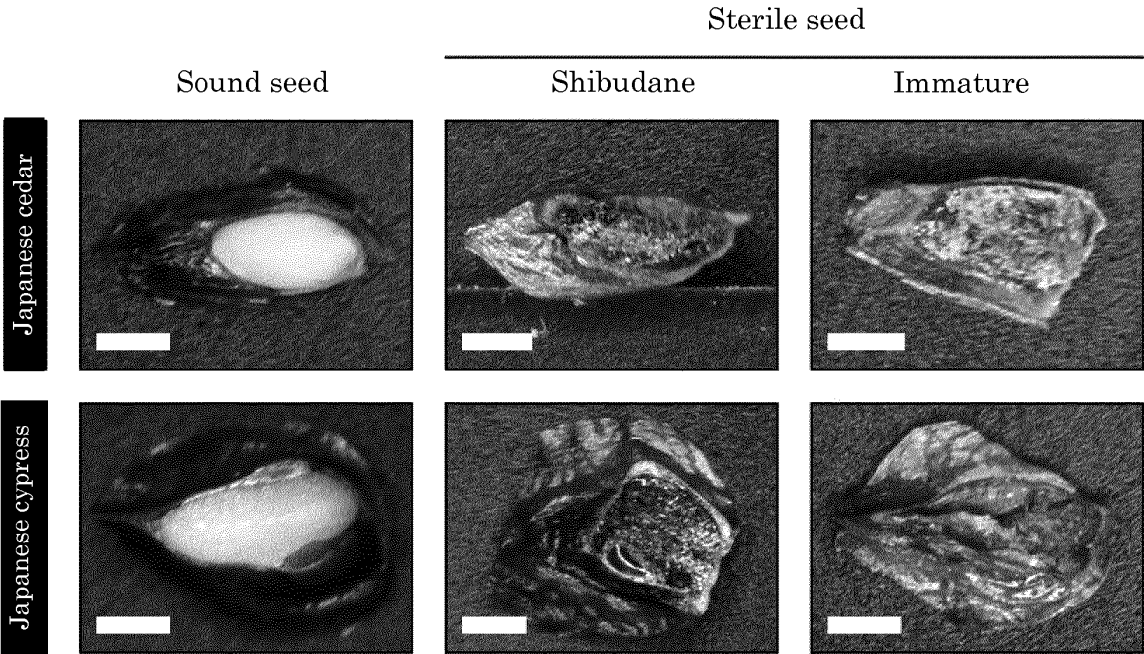 Sterile seed
Sound seed
Shibudane
Immature
Japanese cedar
Japanese cypress